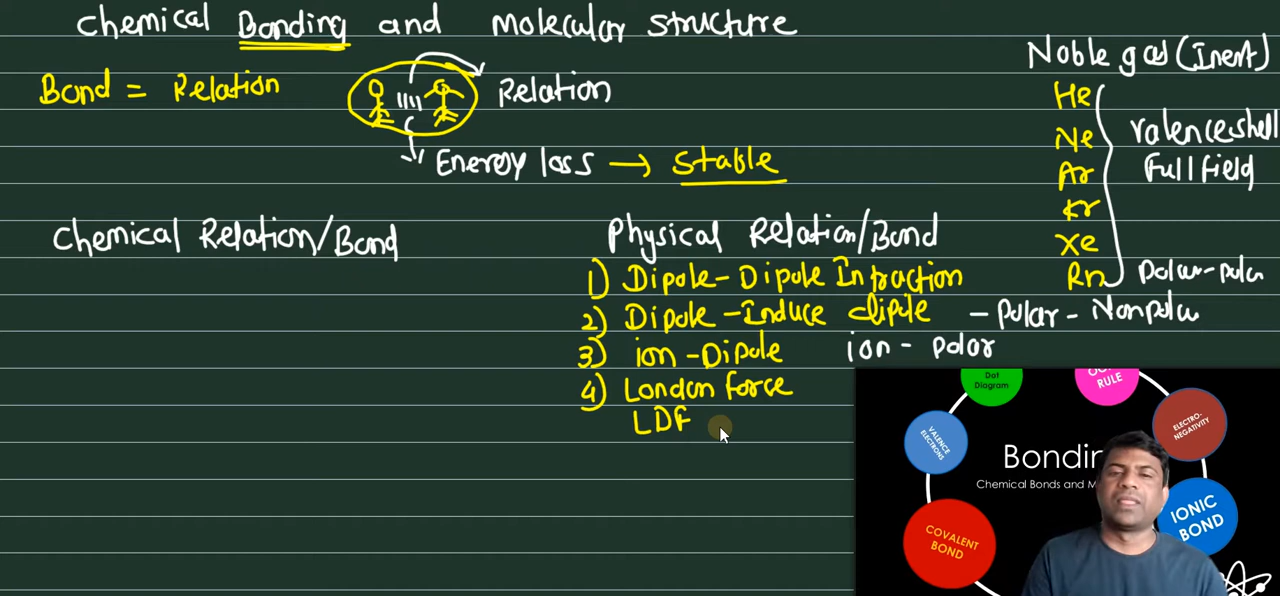 Chemical Bonding and molecular structure
Bond = Relation
Relation
Energy loss → Stable
Noble gas (Inert)
He
Ne
Ar
Kr
Xe
Rn
valence shell
Full field
Chemical Relation/Bond
Physical Relation/Bond
1) Dipole-Dipole Intraction
Polar-polar
2) Dipole-Induce dipole - Polar - Nonpolar
3) ion-Dipole ion - polar
4) London force
LDF
Dot
Diagram
RULE
VALENCE
ELECTRONS
ELECTRO-
NEGATIVITY
Chemical Bonds and
COVALENT
BOND
IONIC
BOND